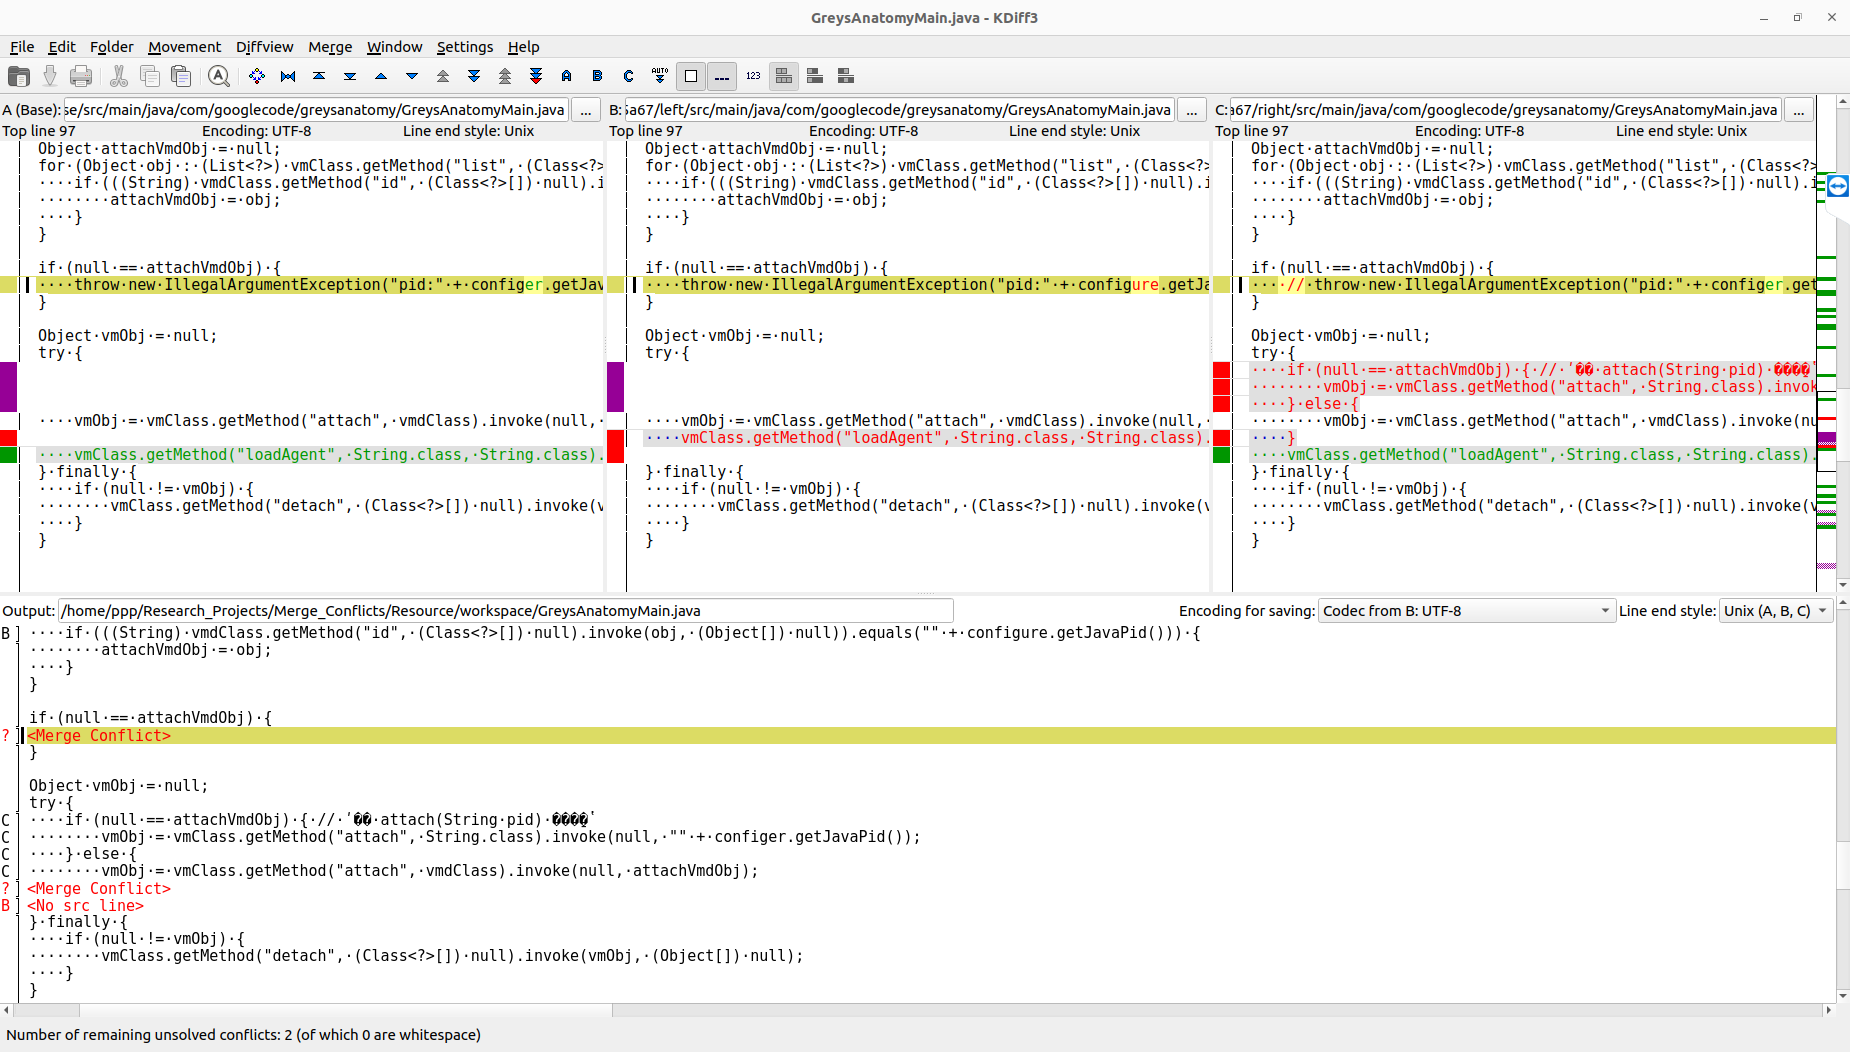 GreysAnatomyMain.java - KDiff3
File Edit Folder Movement Diffview Merge Window Settings Help
A B C AUTO 123
A (Base): se/src/main/java/com/googlecode/greysanatomy/GreysAnatomyMain.java ...
Top line 97 Encoding: UTF-8 Line end style: Unix
Object·attachVmdObj·=·null;
for·(Object·obj·:·(List<?>)·vmClass.getMethod("list",·(Class<?>
····if·(((String)·vmdClass.getMethod("id",·(Class<?>[])·null).i
········attachVmdObj·=·obj;
····}
}
if·(null·==·attachVmdObj)·{
····throw·new·IllegalArgumentException("pid:"·+·configer.getJav
}
Object·vmObj·=·null;
try·{
····vmObj·=·vmClass.getMethod("attach",·vmdClass).invoke(null,·
····vmClass.getMethod("loadAgent",·String.class,·String.class).
}·finally·{
····if·(null·!=·vmObj)·{
········vmClass.getMethod("detach",·(Class<?>[])·null).invoke(v
····}
}
B: 5a67/left/src/main/java/com/googlecode/greysanatomy/GreysAnatomyMain.java ...
Top line 97 Encoding: UTF-8 Line end style: Unix
Object·attachVmdObj·=·null;
for·(Object·obj·:·(List<?>)·vmClass.getMethod("list",·(Class<?>
····if·(((String)·vmdClass.getMethod("id",·(Class<?>[])·null).i
········attachVmdObj·=·obj;
····}
}
if·(null·==·attachVmdObj)·{
····throw·new·IllegalArgumentException("pid:"·+·configure.getJa
}
Object·vmObj·=·null;
try·{
····vmObj·=·vmClass.getMethod("attach",·vmdClass).invoke(null,·
····vmClass.getMethod("loadAgent",·String.class,·String.class).
}·finally·{
····if·(null·!=·vmObj)·{
········vmClass.getMethod("detach",·(Class<?>[])·null).invoke(v
····}
}
C: a67/right/src/main/java/com/googlecode/greysanatomy/GreysAnatomyMain.java ...
Top line 97 Encoding: UTF-8 Line end style: Unix
Object·attachVmdObj·=·null;
for·(Object·obj·:·(List<?>)·vmClass.getMethod("list",·(Class<?>
····if·(((String)·vmdClass.getMethod("id",·(Class<?>[])·null).i
········attachVmdObj·=·obj;
····}
}
if·(null·==·attachVmdObj)·{
····//·throw·new·IllegalArgumentException("pid:"·+·configer.get
}
Object·vmObj·=·null;
try·{
····if·(null·==·attachVmdObj)·{·//·ʹ��·attach(String·pid)·����
········vmObj·=·vmClass.getMethod("attach",·String.class).invok
····}·else·{
········vmObj·=·vmClass.getMethod("attach",·vmdClass).invoke(nu
····}
····vmClass.getMethod("loadAgent",·String.class,·String.class).
}·finally·{
····if·(null·!=·vmObj)·{
········vmClass.getMethod("detach",·(Class<?>[])·null).invoke(v
····}
}
Output: /home/ppp/Research_Projects/Merge_Conflicts/Resource/workspace/GreysAnatomyMain.java Encoding for saving: Codec from B: UTF-8 Line end style: Unix (A, B, C)
B ····if·(((String)·vmdClass.getMethod("id",·(Class<?>[])·null).invoke(obj,·(Object[])·null)).equals(""·+·configure.getJavaPid()))·{
········attachVmdObj·=·obj;
····}
}
if·(null·==·attachVmdObj)·{
? <Merge Conflict>
}
Object·vmObj·=·null;
try·{
C ····if·(null·==·attachVmdObj)·{·//·ʹ��·attach(String·pid)·����
C ········vmObj·=·vmClass.getMethod("attach",·String.class).invoke(null,·""·+·configer.getJavaPid());
C ····}·else·{
C ········vmObj·=·vmClass.getMethod("attach",·vmdClass).invoke(null,·attachVmdObj);
? <Merge Conflict>
B <No src line>
}·finally·{
····if·(null·!=·vmObj)·{
········vmClass.getMethod("detach",·(Class<?>[])·null).invoke(vmObj,·(Object[])·null);
····}
}
Number of remaining unsolved conflicts: 2 (of which 0 are whitespace)